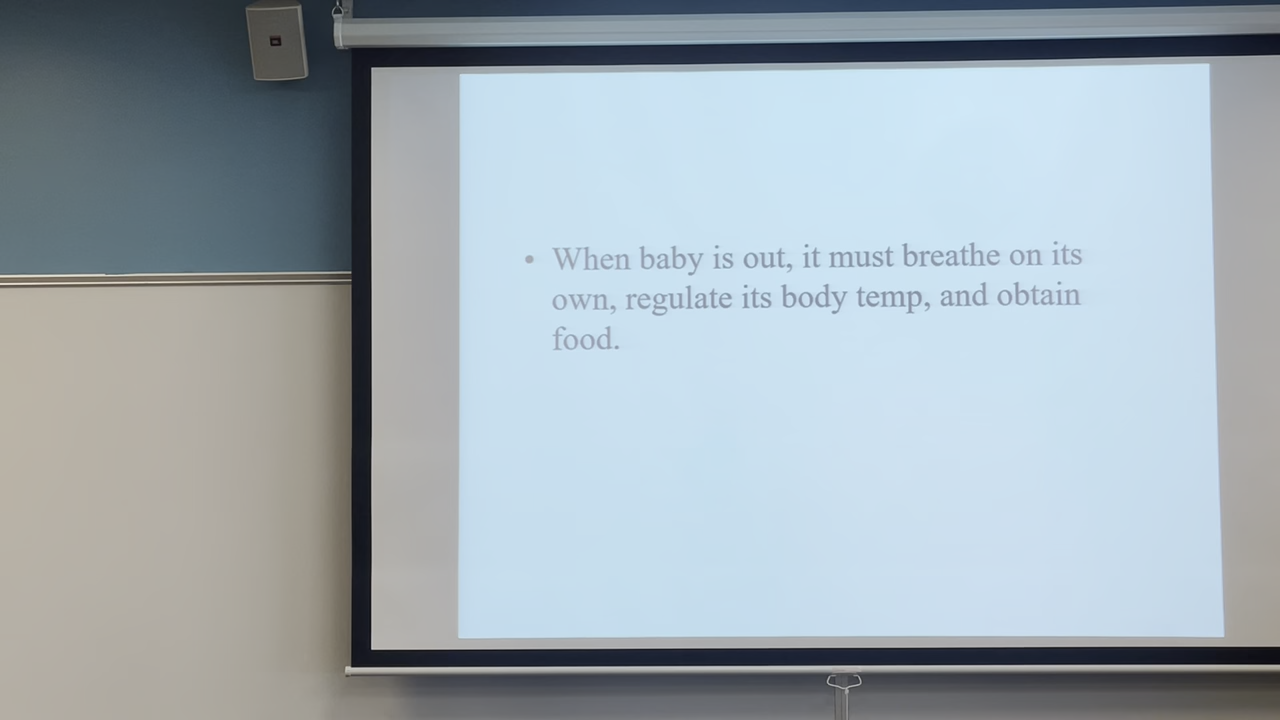 • When baby is out, it must breathe on its
own, regulate its body temp, and obtain
food.